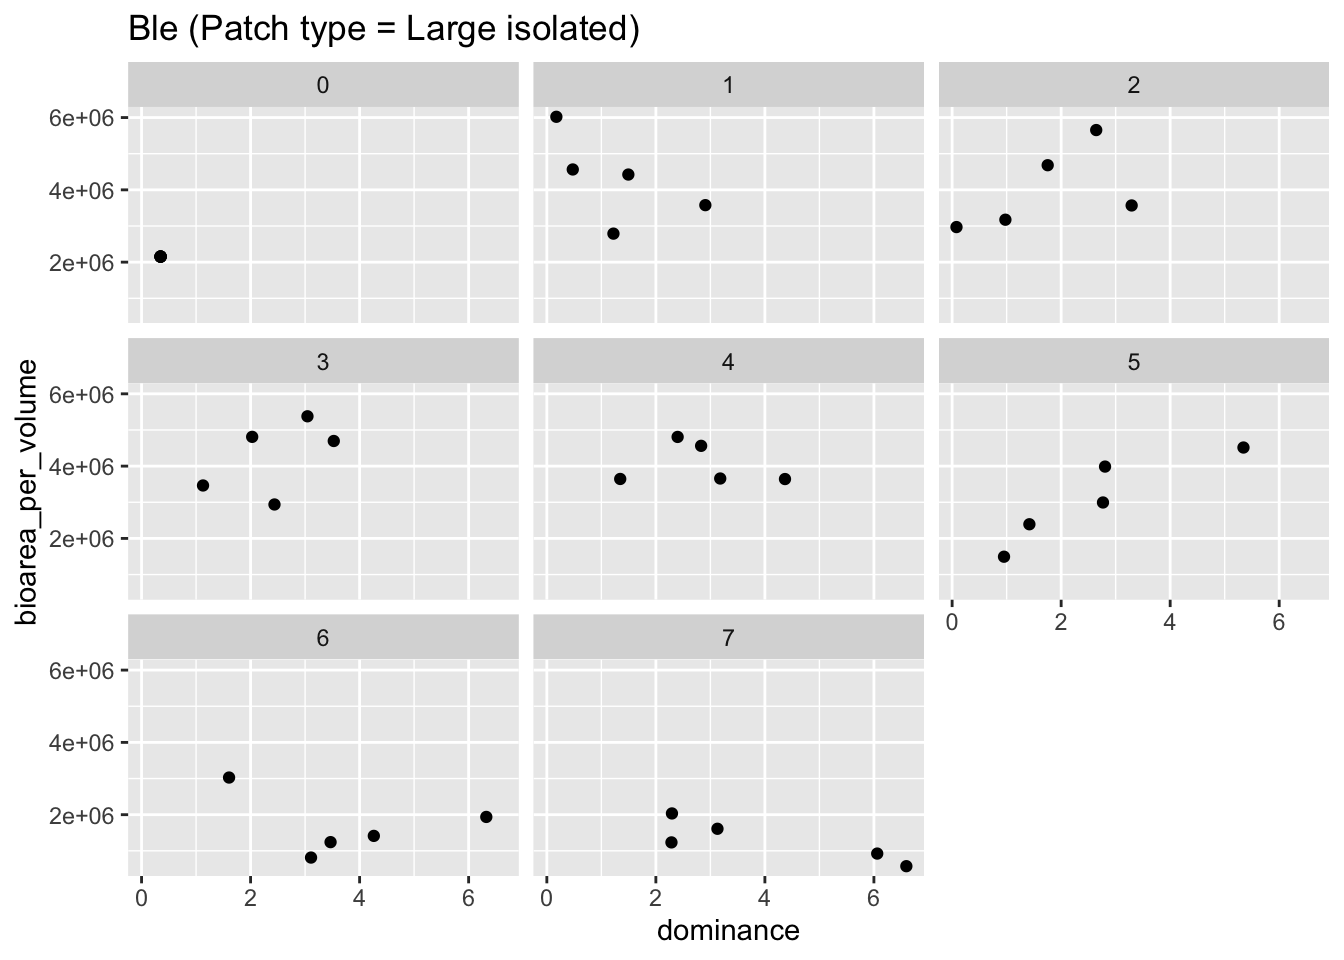 Ble (Patch type = Large isolated)
0
1
2
6e+06
4e+06
2e+06
3
4
5
6e+06
4e+06
2e+06
0 2 4 6
6
7
6e+06
4e+06
2e+06
0 2 4 6
0 2 4 6
bioarea_per_volume
dominance